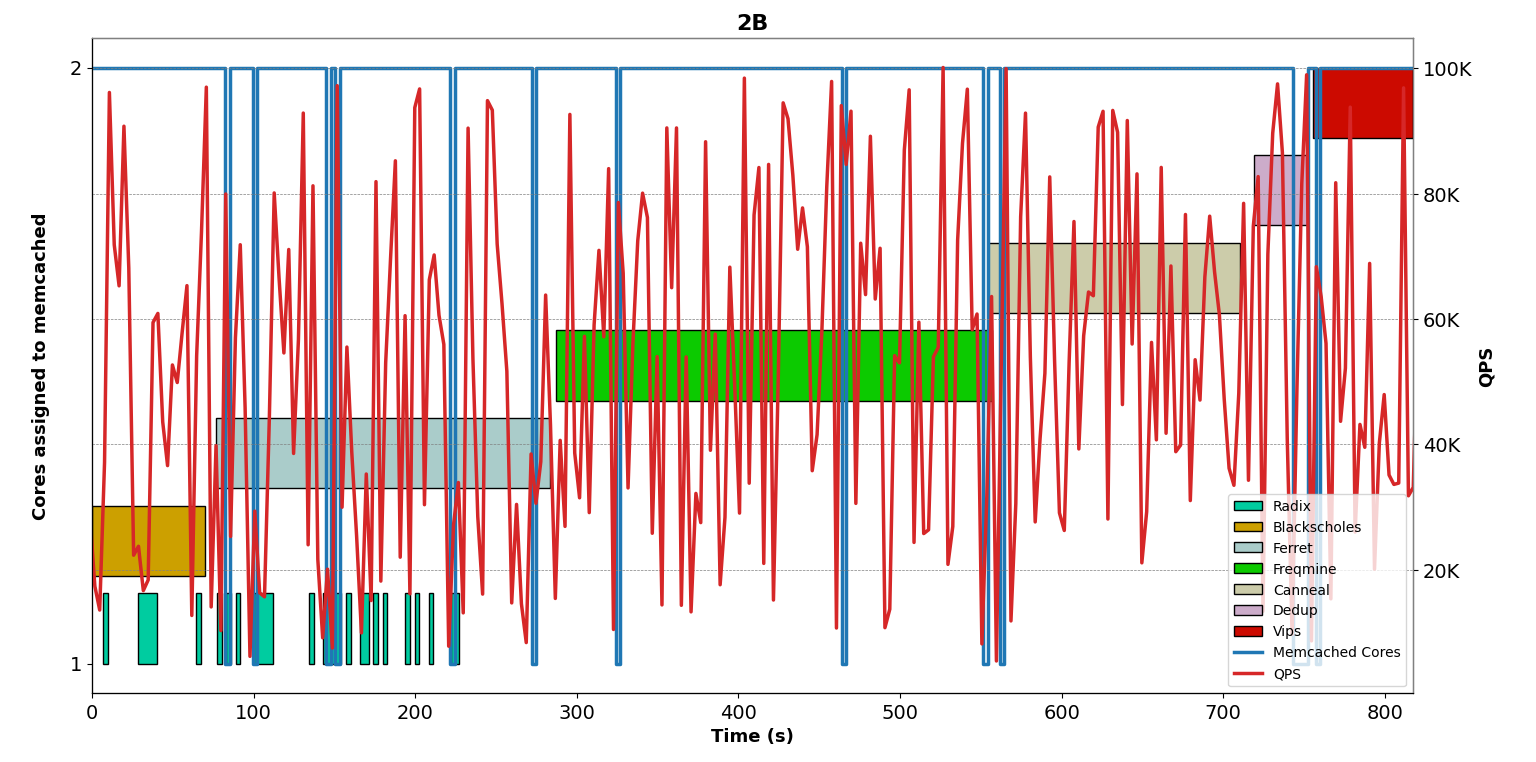 2B
Cores assigned to memcached
2
1
100K
80K
60K
40K
20K
QPS
Radix
Blackscholes
Ferret
Freqmine
Canneal
Dedup
Vips
Memcached Cores
QPS
0 100 200 300 400 500 600 700 800
Time (s)